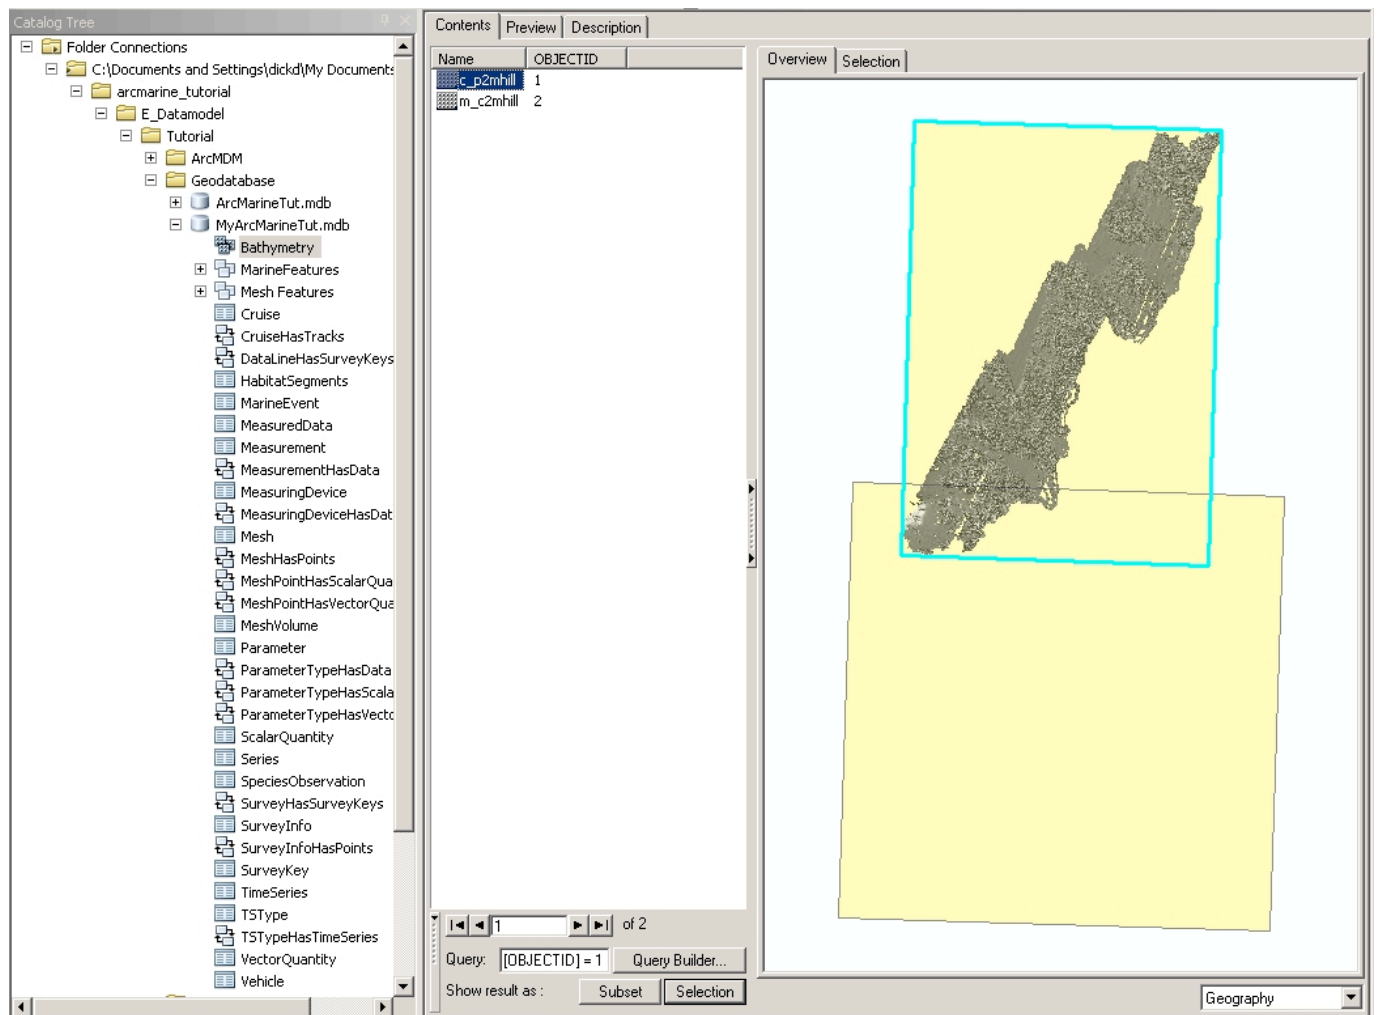 Catalog Tree
Folder Connections
C:\Documents and Settings\dickd\My Documents
arcmarine_tutorial
E_Datamodel
Tutorial
ArcMDM
Geodatabase
ArcMarineTut.mdb
MyArcMarineTut.mdb
Bathymetry
MarineFeatures
Mesh Features
Cruise
CruiseHasTracks
DataLineHasSurveyKeys
HabitatSegments
MarineEvent
MeasuredData
Measurement
MeasurementHasData
MeasuringDevice
MeasuringDeviceHasDat
Mesh
MeshHasPoints
MeshPointHasScalarQua
MeshPointHasVectorQua
MeshVolume
Parameter
ParameterTypeHasData
ParameterTypeHasScala
ParameterTypeHasVecto
ScalarQuantity
Series
SpeciesObservation
SurveyHasSurveyKeys
SurveyInfo
SurveyInfoHasPoints
SurveyKey
TimeSeries
TSType
TSTypeHasTimeSeries
VectorQuantity
Vehicle
Contents Preview Description
Name OBJECTID
c_p2mhill 1
m_c2mhill 2
1 of 2
Query: [OBJECTID] = 1 Query Builder...
Show result as : Subset Selection
Overview Selection
Geography